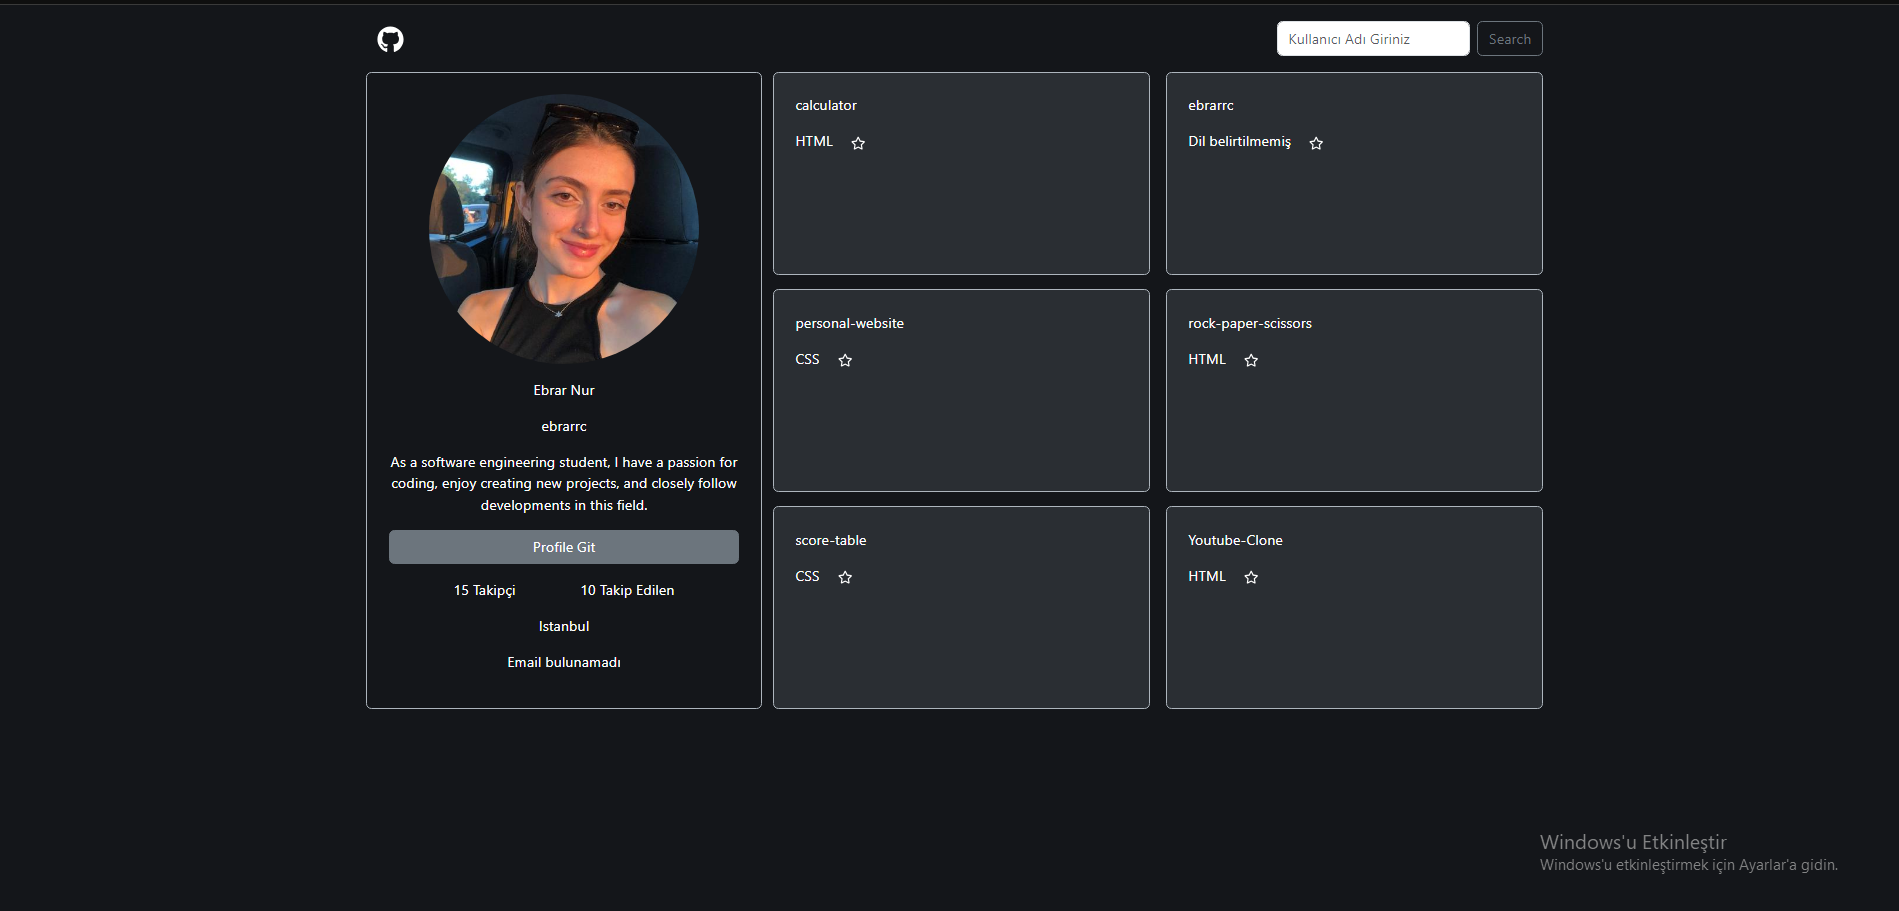 Kullanıcı Adı Giriniz
Search
Ebrar Nur
ebrarrc
As a software engineering student, I have a passion for
coding, enjoy creating new projects, and closely follow
developments in this field.
Profile Git
15 Takipçi 10 Takip Edilen
Istanbul
Email bulunamadı
calculator
HTML
ebrarrc
Dil belirtilmemiş
personal-website
CSS
rock-paper-scissors
HTML
score-table
CSS
Youtube-Clone
HTML
Windows'u Etkinleştir
Windows'u etkinleştirmek için Ayarlar'a gidin.